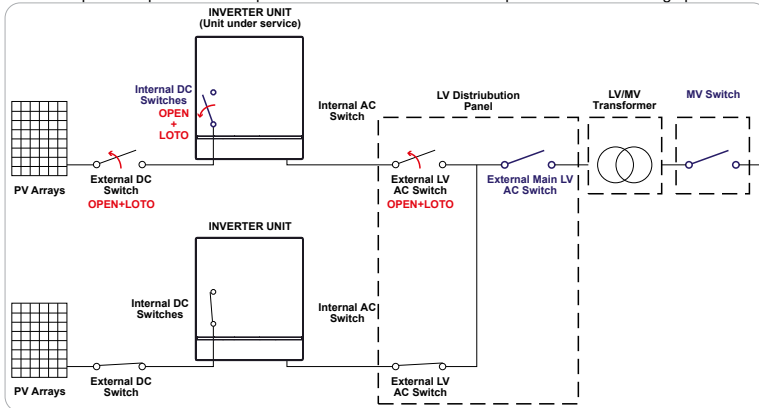 INVERTER UNIT
(Unit under service)
Internal DC
Switches
OPEN
+
LOTO
Internal AC
Switch
LV Distriubution
Panel
LV/MV
Transformer
MV Switch
PV Arrays
External DC
Switch
OPEN+LOTO
External LV
AC Switch
OPEN+LOTO
External Main LV
AC Switch
INVERTER UNIT
Internal DC
Switches
Internal AC
Switch
PV Arrays
External DC
Switch
External LV
AC Switch